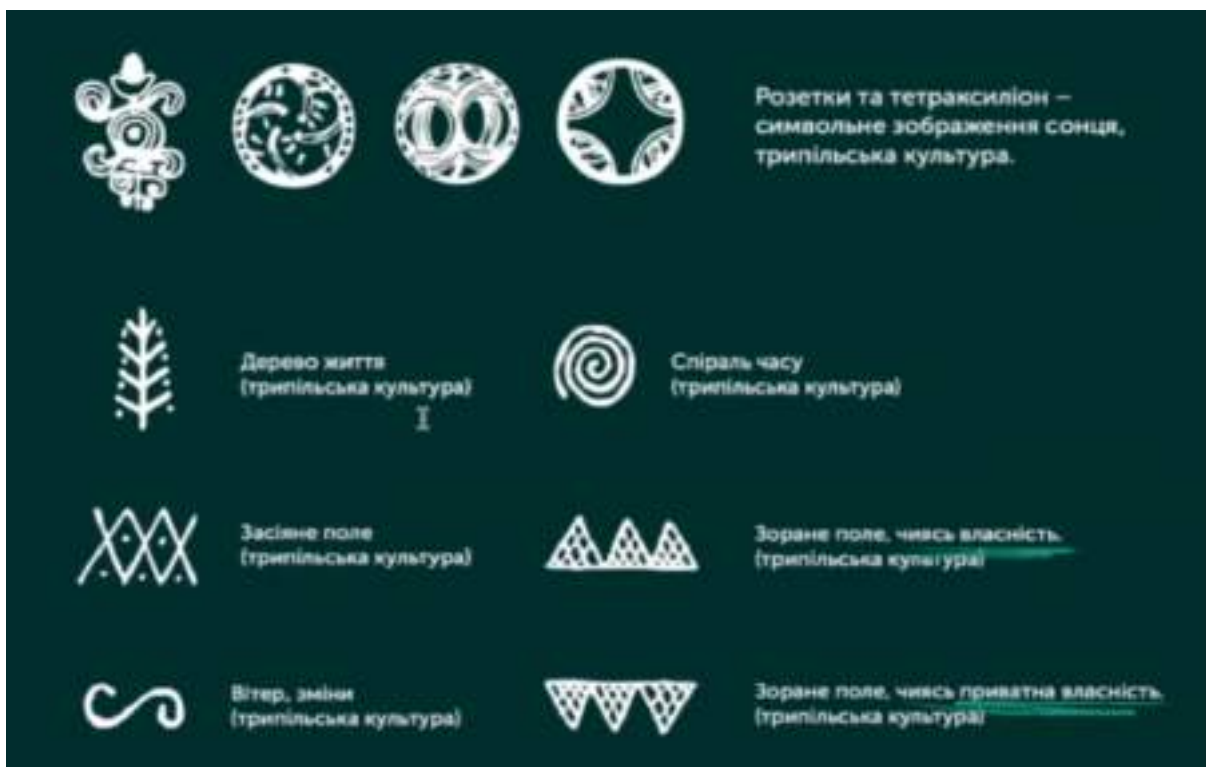 Розетки та тетраксиліон –
символьне зображення сонця,
трипільська культура.
Дерево життя
(трипільська культура)
Спіраль часу
(трипільська культура)
Засіяне поле
(трипільська культура)
Зоране поле, чиясь власність.
(трипільська культура)
Вітер, зміни
(трипільська культура)
Зоране поле, чиясь приватна власність.
(трипільська культура)